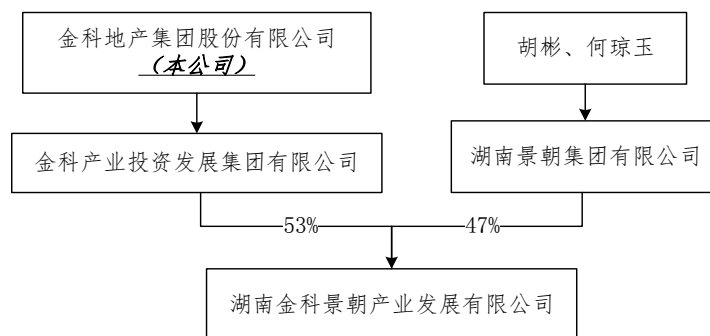 金科地产集团股份有限公司
（本公司）
胡彬、何琼玉
金科产业投资发展集团有限公司
湖南景朝集团有限公司
53%
47%
湖南金科景朝产业发展有限公司